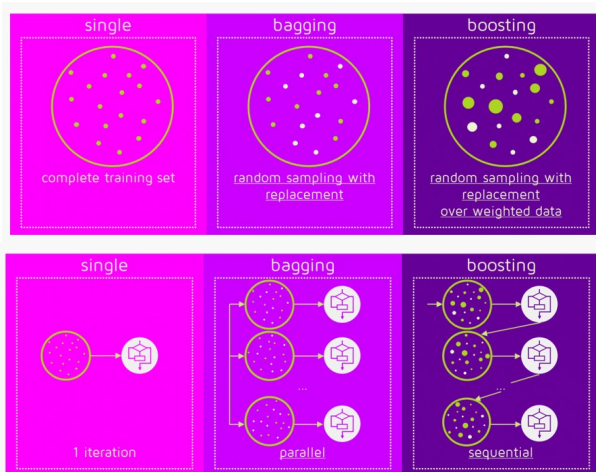 single
bagging
boosting
complete training set
random sampling with
replacement
random sampling with
replacement
over weighted data
single
bagging
boosting
...
...
1 iteration
parallel
sequential